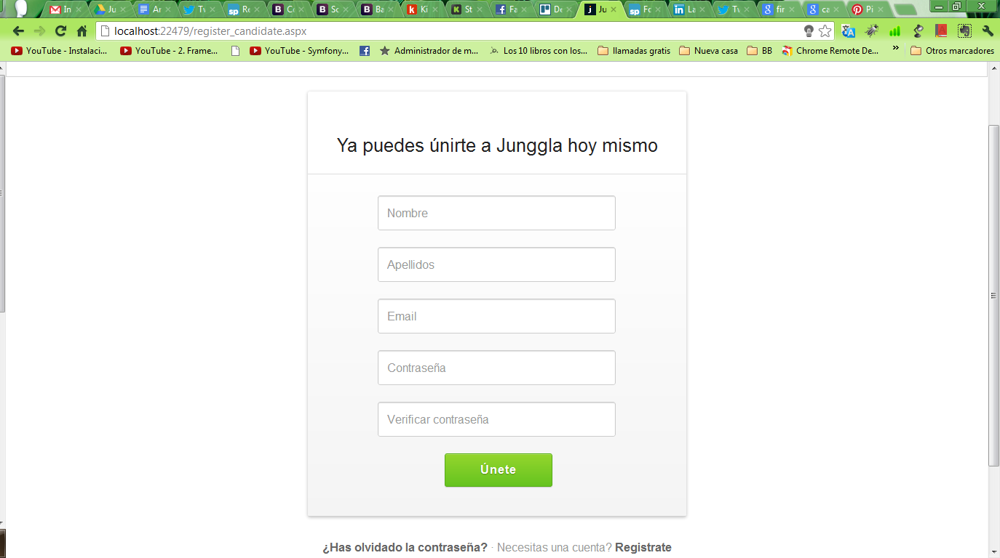 In
Ju
Ar
Tv
Re
Co
Sc
Ba
Ki
St
Fa
De
Ju
Fc
La
Tv
fir
ca
Pi
localhost:22479/register_candidate.aspx
YouTube - Instalaci...
YouTube - 2. Frame...
YouTube - Symfony...
Administrador de m...
Los 10 libros con los...
llamadas gratis
Nueva casa
BB
Chrome Remote De...
»
Otros marcadores
Ya puedes únirte a Junggla hoy mismo
Nombre
Apellidos
Email
Contraseña
Verificar contraseña
Únete
¿Has olvidado la contraseña? · Necesitas una cuenta? Registrate